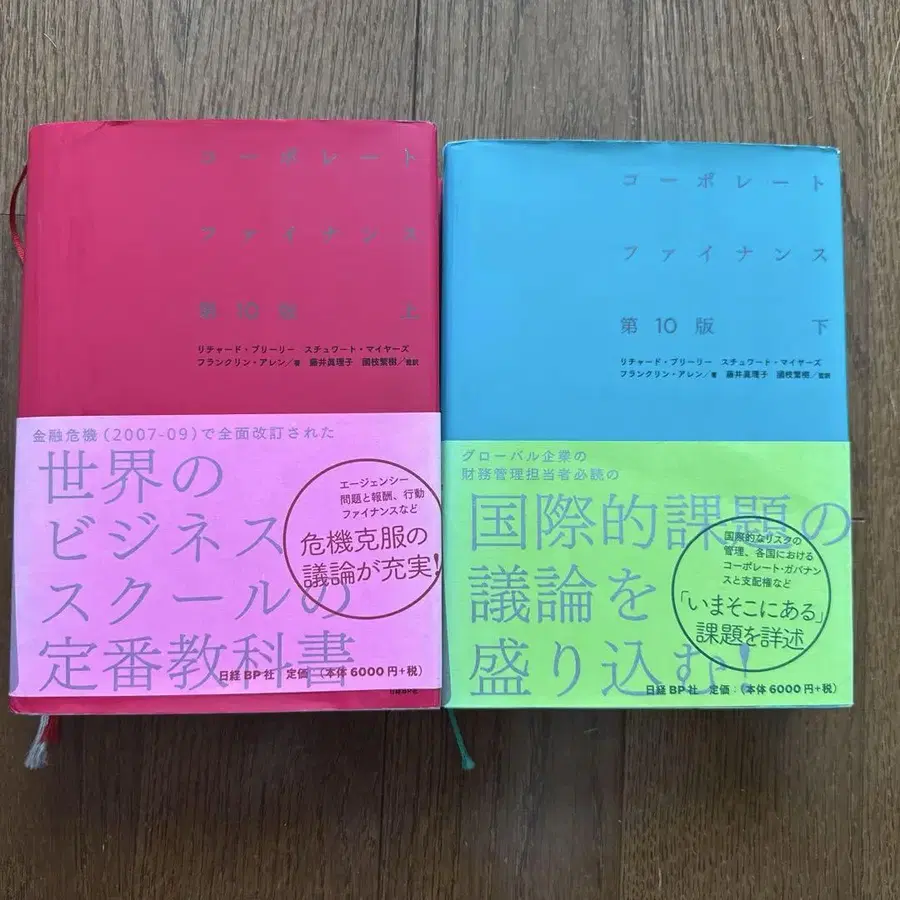 コーポレート
ファイナンス
第10版 上
リチャード・ブリーリー スチュワート・マイヤーズ
フランクリン・アレン/著 藤井眞理子 國枝繁樹/監訳
金融危機(2007-09)で全面改訂された
世界の
ビジネス
スクールの
定番教科書
エージェンシー
問題と報酬、行動
ファイナンスなど
危機克服の
議論が充実!
日経BP社 定価 (本体6000円+税)
日経BP社
コーポレート
ファイナンス
第10版 下
リチャード・ブリーリー スチュワート・マイヤーズ
フランクリン・アレン/著 藤井眞理子 國枝繁樹/監訳
グローバル企業の
財務管理担当者必読の
国際的課題の
議論を
盛り込む!
国際的なリスクの
管理、各国における
コーポレート・ガバナン
スと支配権など
「いまそこにある」
課題を詳述
日経BP社 定価:(本体6000円+税)